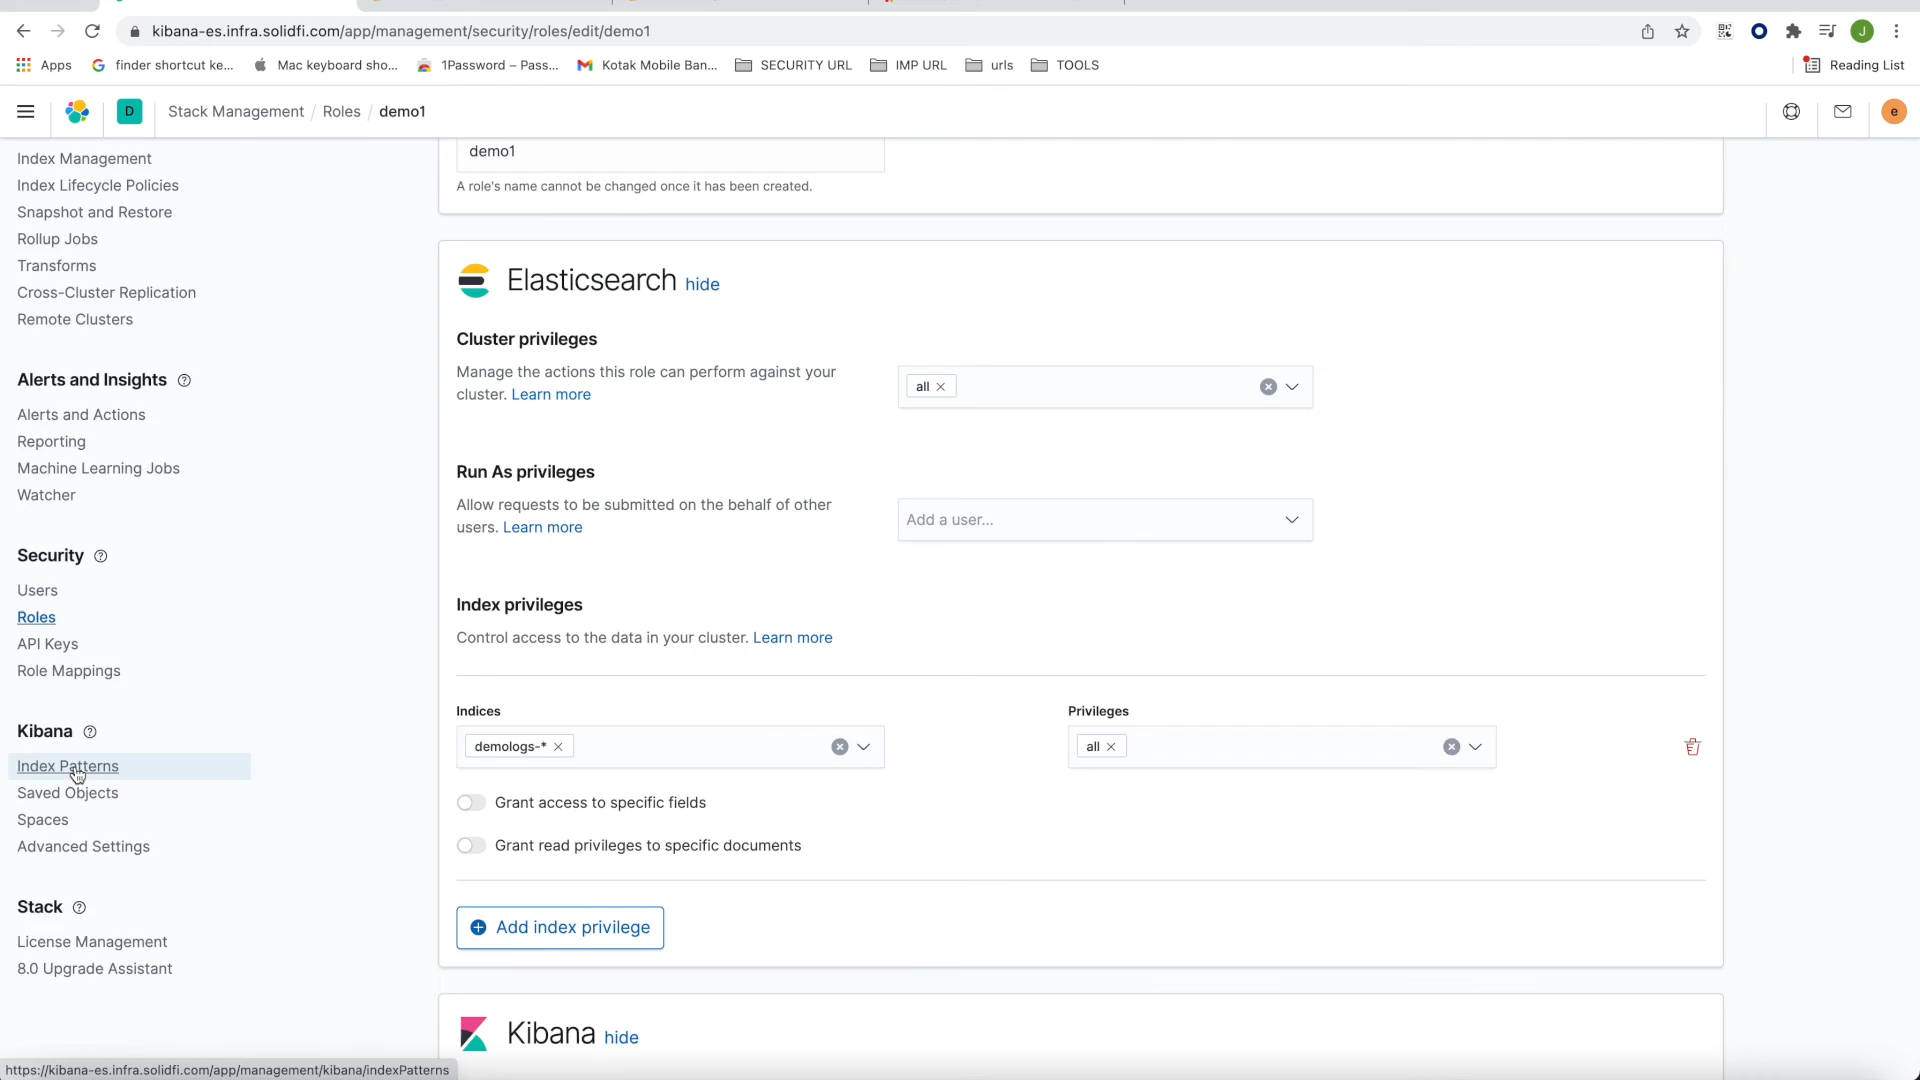 kibana-es.infra.solidfi.com/app/management/security/roles/edit/demo1
J
Apps
finder shortcut ke...
Mac keyboard sho...
1Password – Pass...
Kotak Mobile Ban...
SECURITY URL
IMP URL
urls
TOOLS
Reading List
D
Stack Management / Roles / demo1
e
Index Management
Index Lifecycle Policies
Snapshot and Restore
Rollup Jobs
Transforms
Cross-Cluster Replication
Remote Clusters
Alerts and Insights
Alerts and Actions
Reporting
Machine Learning Jobs
Watcher
Security
Users
Roles
API Keys
Role Mappings
Kibana
Index Patterns
Saved Objects
Spaces
Advanced Settings
Stack
License Management
8.0 Upgrade Assistant
demo1
A role's name cannot be changed once it has been created.
Elasticsearch hide
Cluster privileges
Manage the actions this role can perform against your
cluster. Learn more
all
Run As privileges
Allow requests to be submitted on the behalf of other
users. Learn more
Add a user...
Index privileges
Control access to the data in your cluster. Learn more
Indices
Privileges
demologs-*
all
Grant access to specific fields
Grant read privileges to specific documents
Add index privilege
Kibana hide
https://kibana-es.infra.solidfi.com/app/management/kibana/indexPatterns